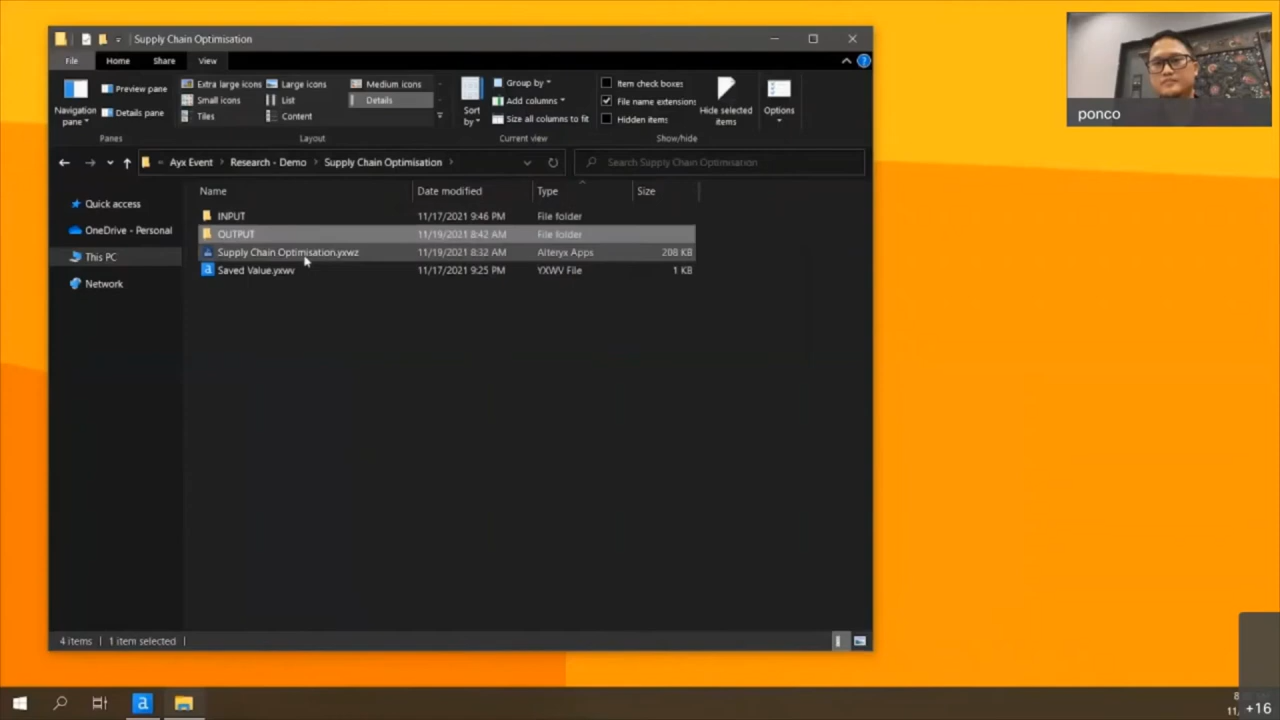 Supply Chain Optimisation
File Home Share View
Navigation pane
Preview pane
Details pane
Panes
Extra large icons Large icons Medium icons
Small icons List Details
Tiles Content
Layout
Sort by
Group by
Add columns
Size all columns to fit
Current view
Item check boxes
File name extensions
Hidden items
Hide selected items
Show/hide
Options
« Ayx Event > Research - Demo > Supply Chain Optimisation >
Search Supply Chain Optimisation
Quick access
OneDrive - Personal
This PC
Network
Name Date modified Type Size
INPUT 11/17/2021 9:46 PM File folder
OUTPUT 11/19/2021 8:42 AM File folder
Supply Chain Optimisation.yxwz 11/19/2021 8:32 AM Alteryx Apps 208 KB
Saved Value.yxwv 11/17/2021 9:25 PM YXWV File 1 KB
4 items 1 item selected
ponco
a
+16